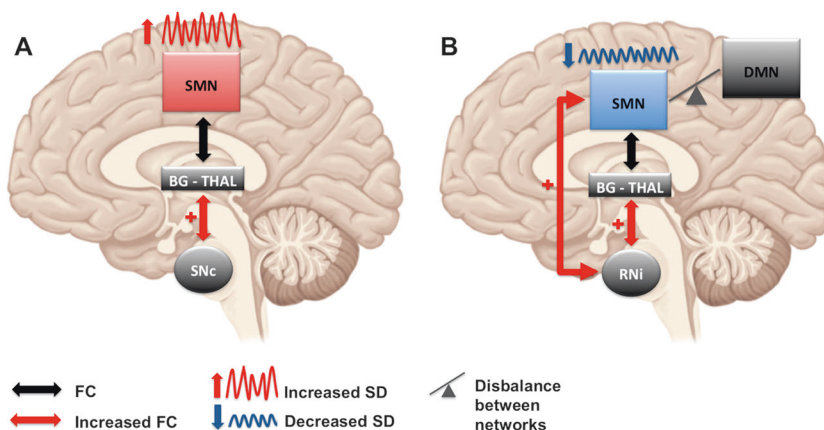 A
SMN
BG - THAL
+
SNc
B
SMN
DMN
+
BG - THAL
+
RNi
FC
Increased FC
Increased SD
Decreased SD
Disbalance
between
networks